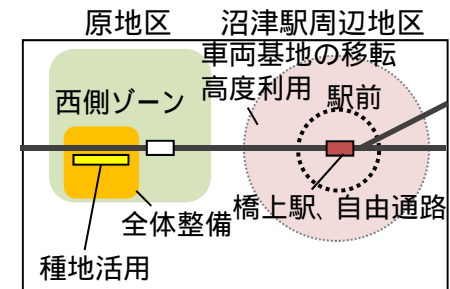 原地区
沼津駅周辺地区
車両基地の移転
高度利用
駅前
西側ゾーン
橋上駅、自由通路
全体整備
種地活用